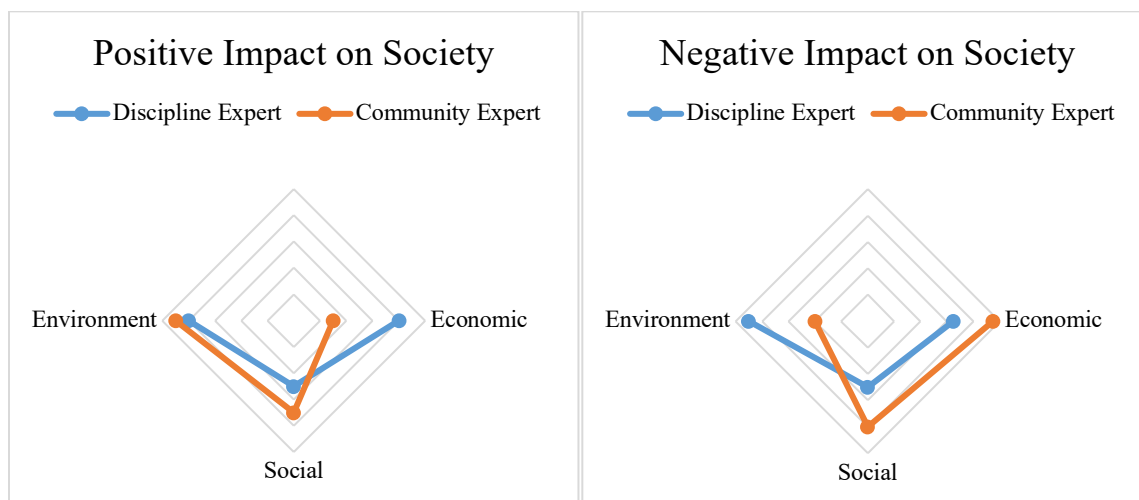 Positive Impact on Society
Discipline Expert
Community Expert
Environment
Economic
Social
Negative Impact on Society
Discipline Expert
Community Expert
Environment
Economic
Social